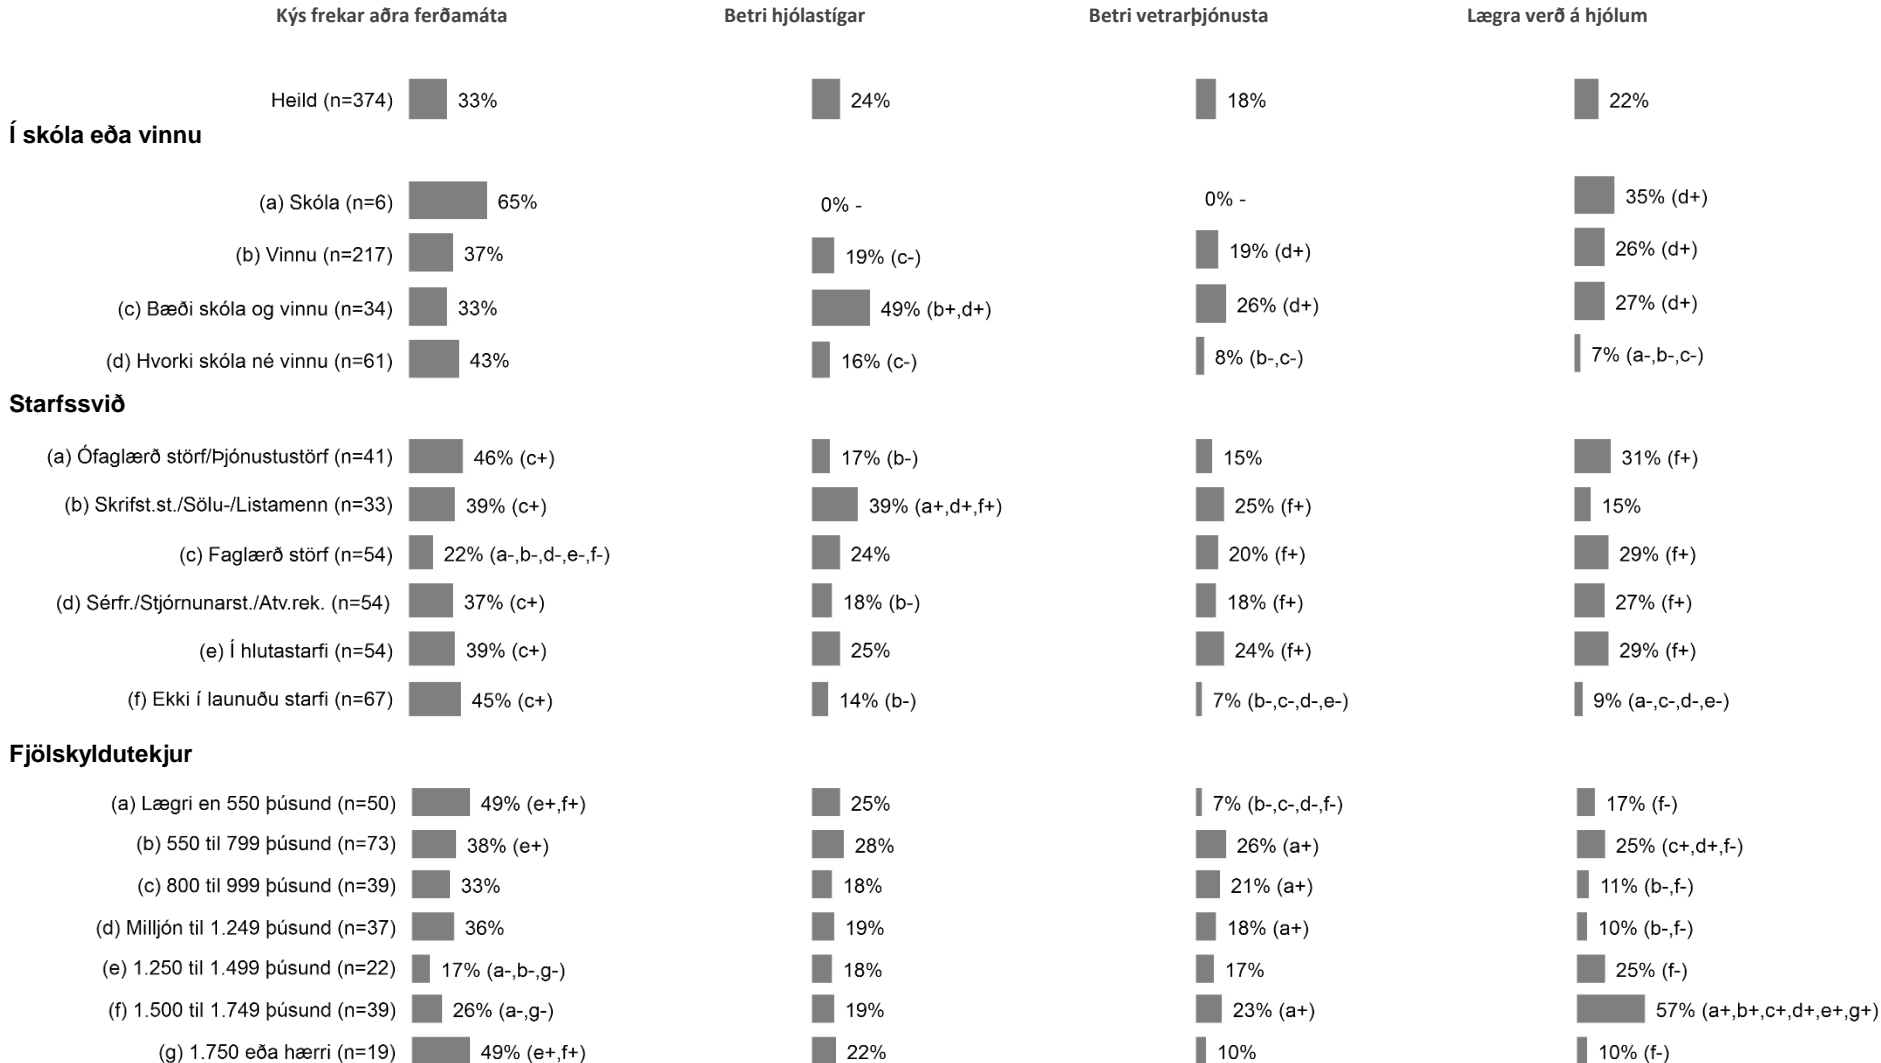 Kýs frekar aðra ferðamáta Betri hjólastígar Betri vetrarþjónusta Lægra verð á hjólum
Heild (n=374) 33% 24% 18% 22%
Í skóla eða vinnu
(a) Skóla (n=6) 65% 0% - 0% - 35% (d+)
(b) Vinnu (n=217) 37% 19% (c-) 19% (d+) 26% (d+)
(c) Bæði skóla og vinnu (n=34) 33% 49% (b+,d+) 26% (d+) 27% (d+)
(d) Hvorki skóla né vinnu (n=61) 43% 16% (c-) 8% (b-,c-) 7% (a-,b-,c-)
Starfssvið
(a) Ófaglærð störf/Þjónustustörf (n=41) 46% (c+) 17% (b-) 15% 31% (f+)
(b) Skrifst.st./Sölu-/Listamenn (n=33) 39% (c+) 39% (a+,d+,f+) 25% (f+) 15%
(c) Faglærð störf (n=54) 22% (a-,b-,d-,e-,f-) 24% 20% (f+) 29% (f+)
(d) Sérfr./Stjórnunarst./Atv.rek. (n=54) 37% (c+) 18% (b-) 18% (f+) 27% (f+)
(e) Í hlutastarfi (n=54) 39% (c+) 25% 24% (f+) 29% (f+)
(f) Ekki í launuðu starfi (n=67) 45% (c+) 14% (b-) 7% (b-,c-,d-,e-) 9% (a-,c-,d-,e-)
Fjölskyldutekjur
(a) Lægri en 550 þúsund (n=50) 49% (e+,f+) 25% 7% (b-,c-,d-,f-) 17% (f-)
(b) 550 til 799 þúsund (n=73) 38% (e+) 28% 26% (a+) 25% (c+,d+,f-)
(c) 800 til 999 þúsund (n=39) 33% 18% 21% (a+) 11% (b-,f-)
(d) Milljón til 1.249 þúsund (n=37) 36% 19% 18% (a+) 10% (b-,f-)
(e) 1.250 til 1.499 þúsund (n=22) 17% (a-,b-,g-) 18% 17% 25% (f-)
(f) 1.500 til 1.749 þúsund (n=39) 26% (a-,g-) 19% 23% (a+) 57% (a+,b+,c+,d+,e+,g+)
(g) 1.750 eða hærri (n=19) 49% (e+,f+) 22% 10% 10% (f-)